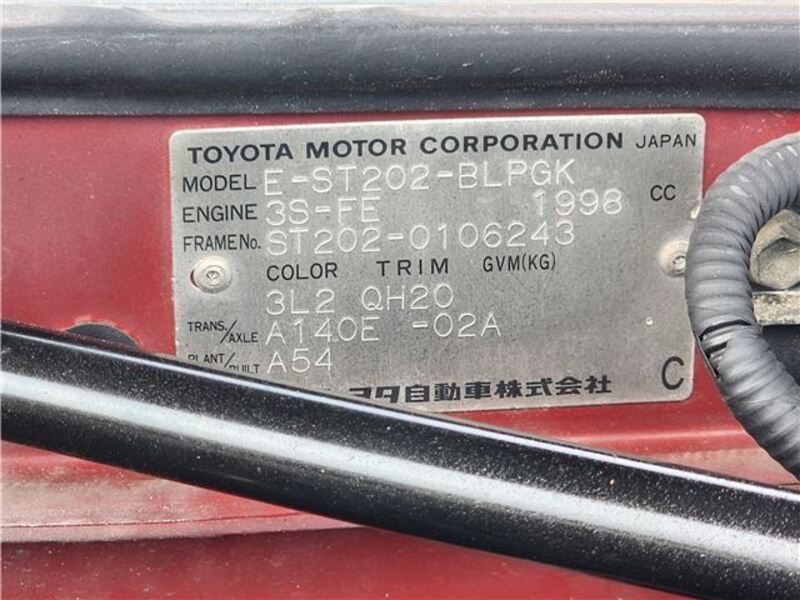 TOYOTA MOTOR CORPORATION JAPAN
MODEL E-ST202-BLPGK
ENGINE 3S-FE 1998 CC
FRAME No. ST202-0106243
COLOR TRIM GVM(KG)
3L2 QH20
TRANS./AXLE A140E -02A
PLANT/BUILT A54
ヨタ自動車株式会社 C